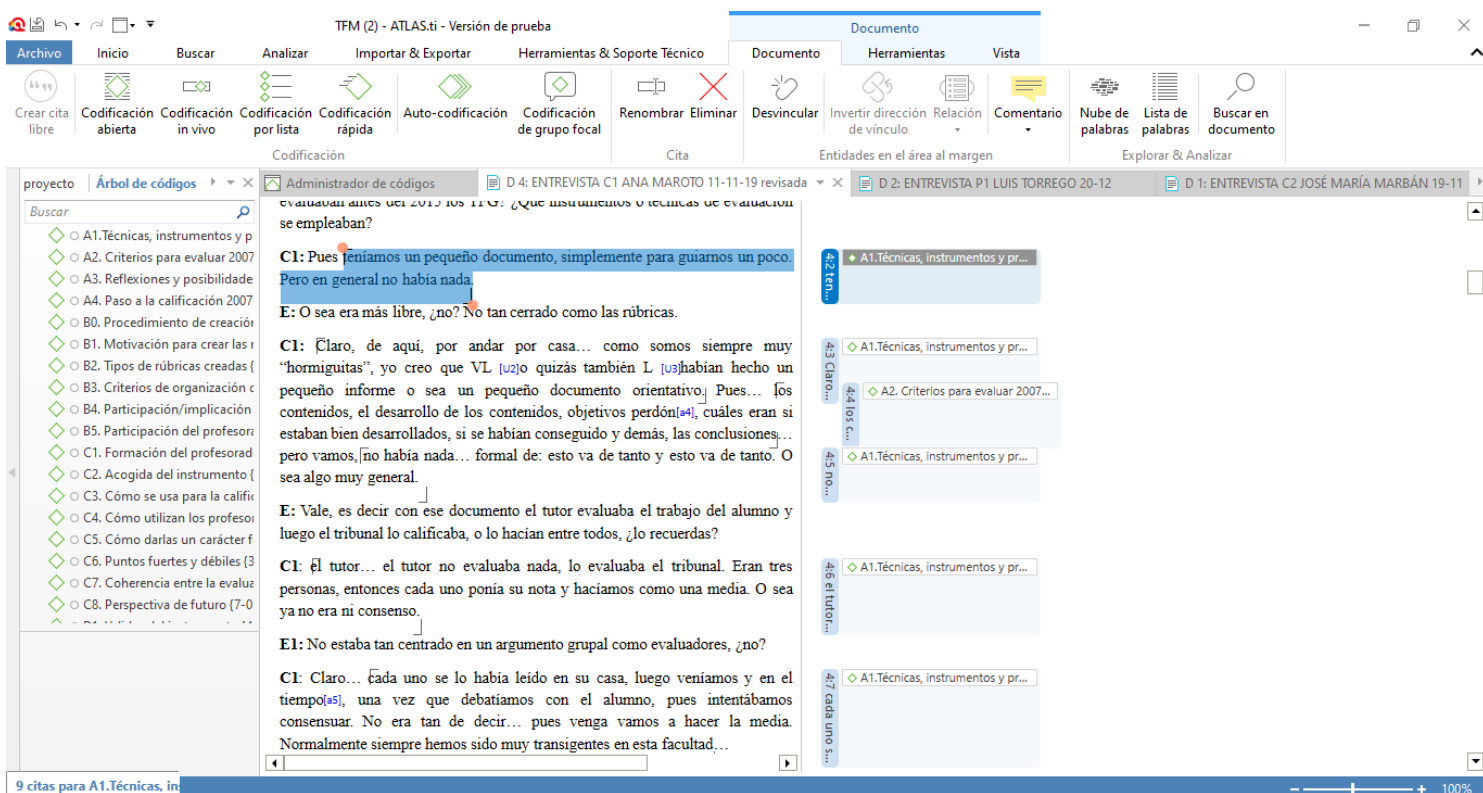 TFM (2) - ATLAS.ti - Versión de prueba
Documento
Archivo Inicio Buscar Analizar Importar & Exportar Herramientas & Soporte Técnico Documento Herramientas Vista
Crear cita libre
Codificación abierta
Codificación in vivo
Codificación por lista
Codificación rápida
Auto-codificación
Codificación de grupo focal
Renombrar
Eliminar
Desvincular
Invertir dirección de vínculo
Relación
Comentario
Nube de palabras
Lista de palabras
Buscar en documento
Codificación
Cita
Entidades en el área al margen
Explorar & Analizar
proyecto
Árbol de códigos
Administrador de códigos
D 4: ENTREVISTA C1 ANA MAROTO 11-11-19 revisada
D 2: ENTREVISTA P1 LUIS TORREGO 20-12
D 1: ENTREVISTA C2 JOSÉ MARÍA MARBÁN 19-11
Buscar
A1.Técnicas, instrumentos y p
A2. Criterios para evaluar 2007
A3. Reflexiones y posibilidade
A4. Paso a la calificación 2007
B0. Procedimiento de creación
B1. Motivación para crear las r
B2. Tipos de rúbricas creadas {
B3. Criterios de organización c
B4. Participación/implicación
B5. Participación del profesora
C1. Formación del profesorad
C2. Acogida del instrumento {
C3. Cómo se usa para la califi
C4. Cómo utilizan los profesor
C5. Cómo darlas un carácter f
C6. Puntos fuertes y débiles {3
C7. Coherencia entre la evalua
C8. Perspectiva de futuro {7-0
evaluaban antes del 2015 los TFG? ¿Qué instrumentos o técnicas de evaluación
se empleaban?
C1: Pues teníamos un pequeño documento, simplemente para guiarnos un poco.
Pero en general no había nada.
E: O sea era más libre, ¿no? No tan cerrado como las rúbricas.
C1: Claro, de aquí, por andar por casa… como somos siempre muy
“hormiguitas”, yo creo que VL [U2]o quizás también L [U3]habían hecho un
pequeño informe o sea un pequeño documento orientativo. Pues… los
contenidos, el desarrollo de los contenidos, objetivos perdón[a4], cuáles eran si
estaban bien desarrollados, si se habían conseguido y demás, las conclusiones…
pero vamos, no había nada… formal de: esto va de tanto y esto va de tanto. O
sea algo muy general.
E: Vale, es decir con ese documento el tutor evaluaba el trabajo del alumno y
luego el tribunal lo calificaba, o lo hacían entre todos, ¿lo recuerdas?
C1: el tutor… el tutor no evaluaba nada, lo evaluaba el tribunal. Eran tres
personas, entonces cada uno ponía su nota y hacíamos como una media. O sea
ya no era ni consenso.
E1: No estaba tan centrado en un argumento grupal como evaluadores, ¿no?
C1: Claro… cada uno se lo había leído en su casa, luego veníamos y en el
tiempo[a5], una vez que debatíamos con el alumno, pues intentábamos
consensuar. No era tan de decir… pues venga vamos a hacer la media.
Normalmente siempre hemos sido muy transigentes en esta facultad…
4:2 ten...
A1.Técnicas, instrumentos y pr...
4:3 Claro...
A1.Técnicas, instrumentos y pr...
4:4 los c...
A2. Criterios para evaluar 2007...
4:5 no...
A1.Técnicas, instrumentos y pr...
4:6 el tutor...
A1.Técnicas, instrumentos y pr...
4:7 cada uno s...
A1.Técnicas, instrumentos y pr...
9 citas para A1.Técnicas, in
100%